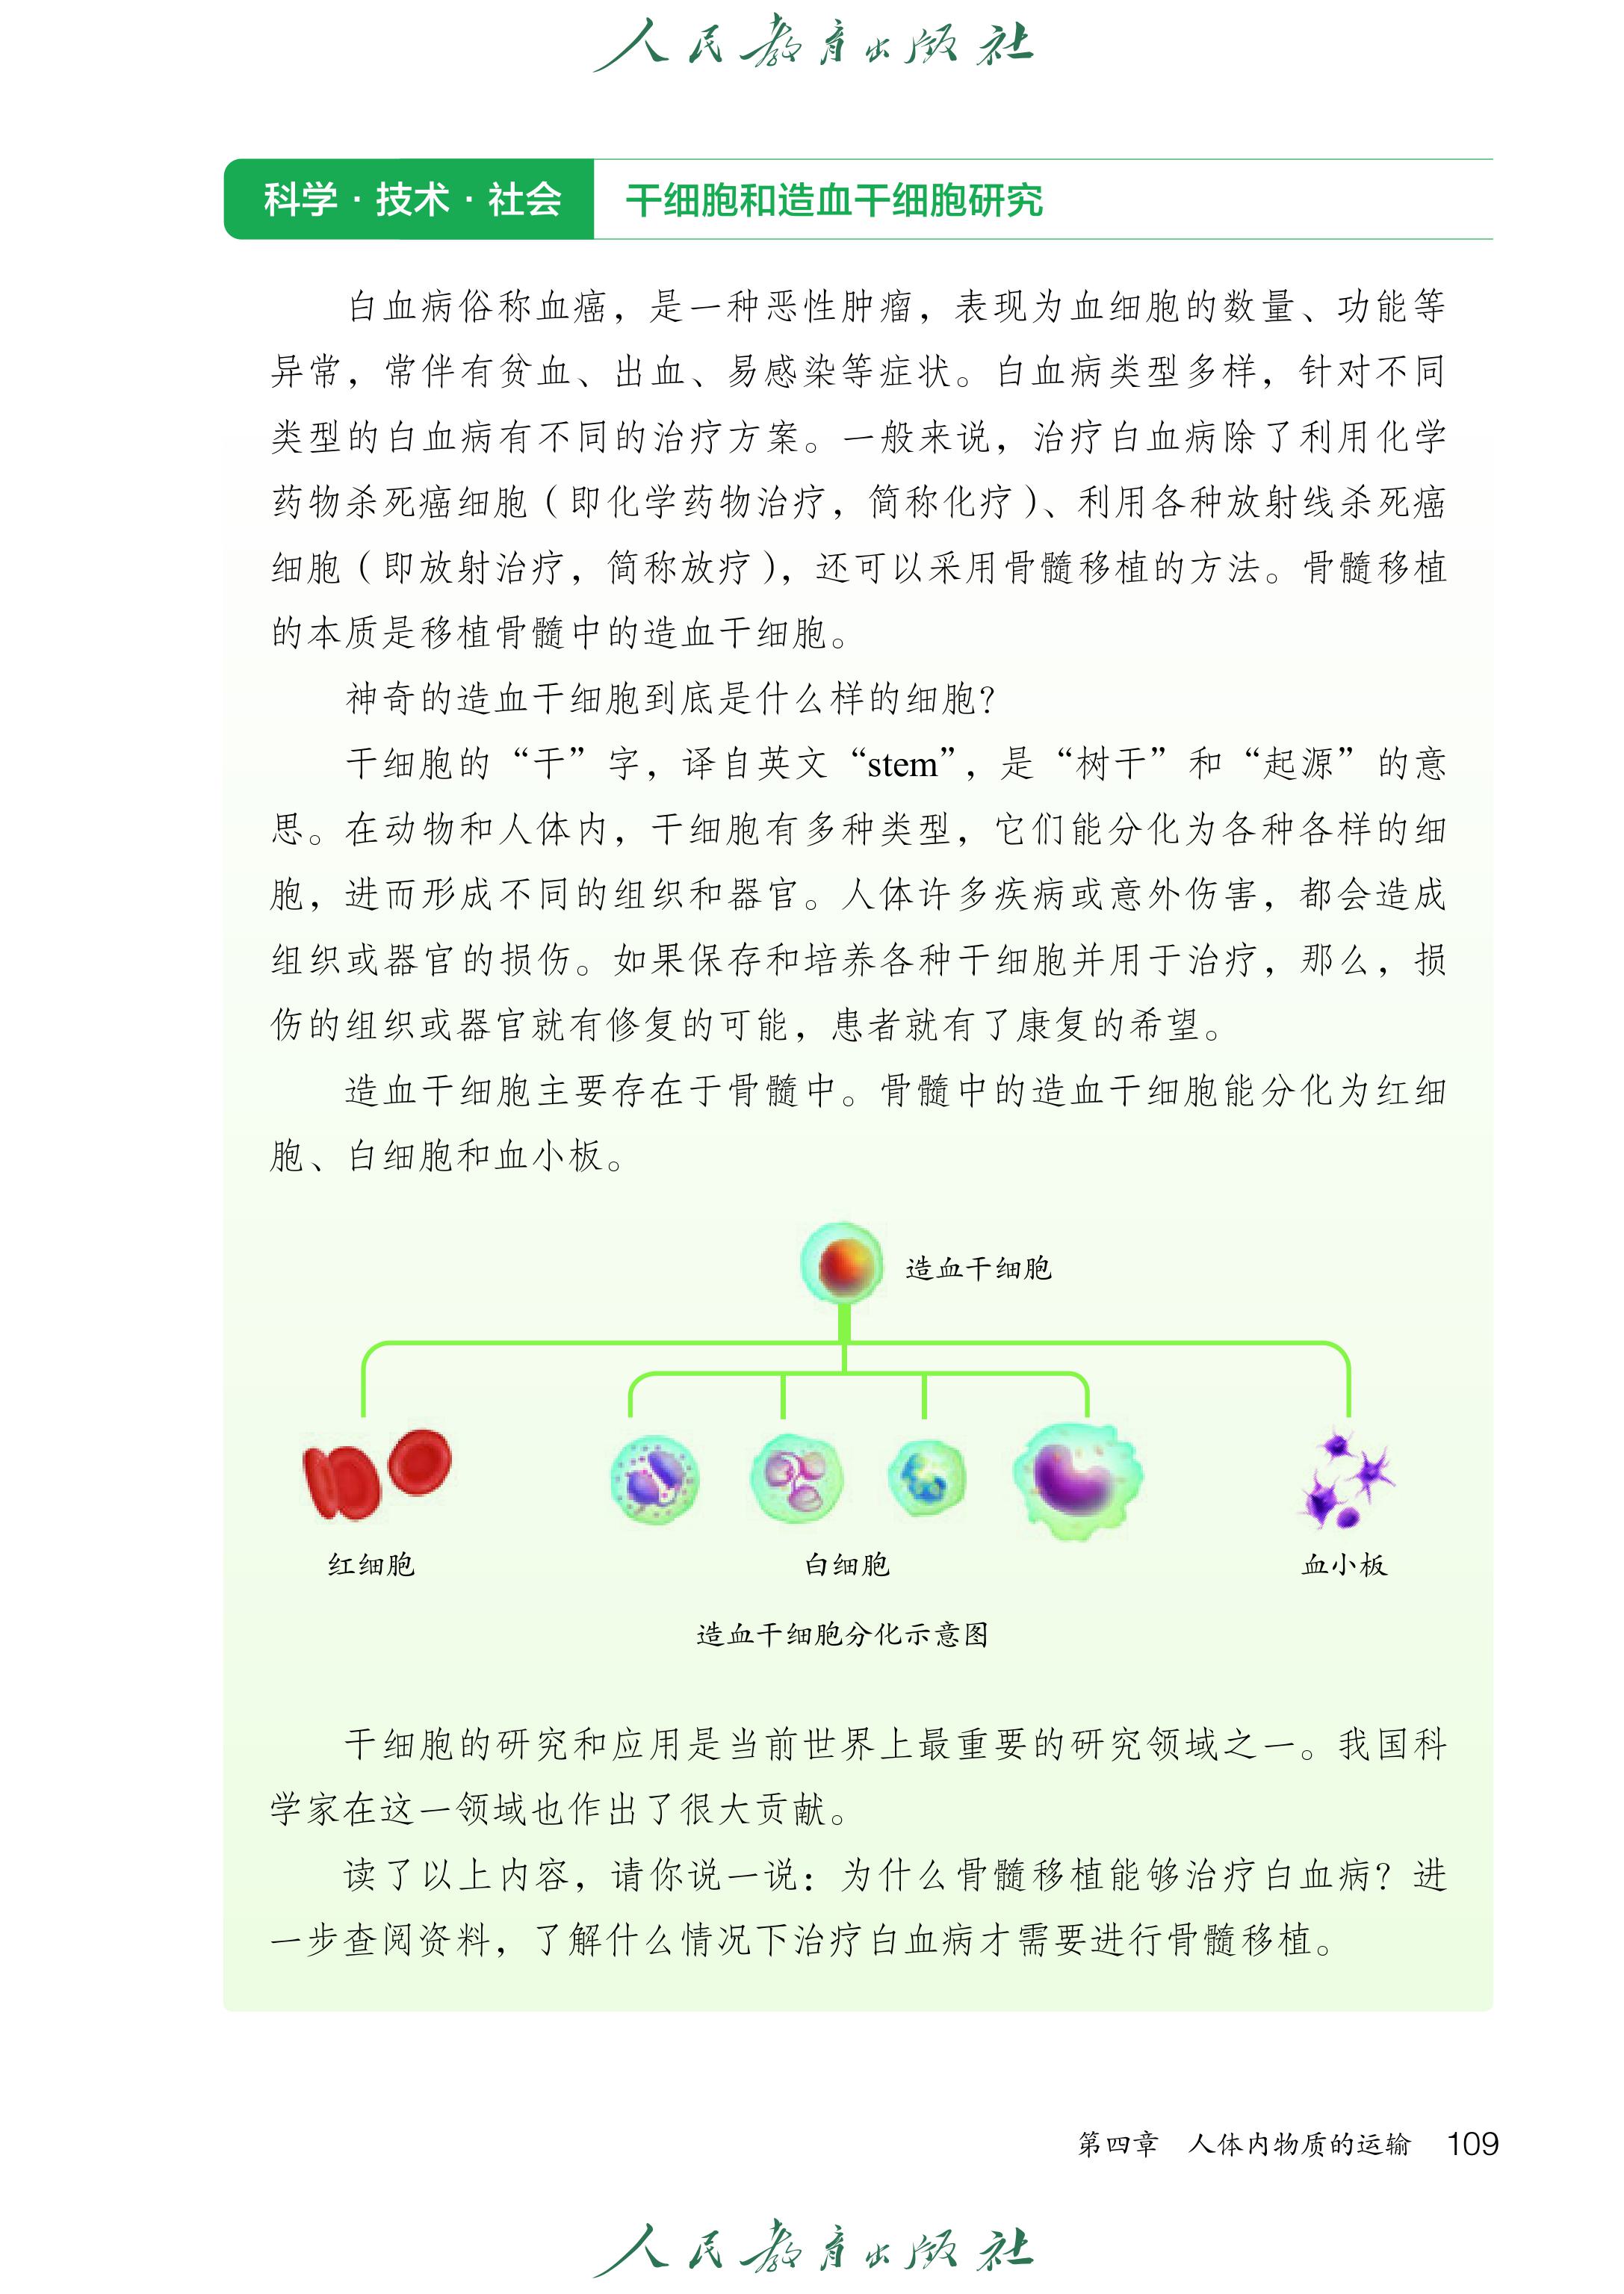 人民教育出版社
科学·技术·社会 干细胞和造血干细胞研究
白血病俗称血癌，是一种恶性肿瘤，表现为血细胞的数量、功能等
异常，常伴有贫血、出血、易感染等症状。白血病类型多样，针对不同
类型的白血病有不同的治疗方案。一般来说，治疗白血病除了利用化学
药物杀死癌细胞（即化学药物治疗，简称化疗）、利用各种放射线杀死癌
细胞（即放射治疗，简称放疗），还可以采用骨髓移植的方法。骨髓移植
的本质是移植骨髓中的造血干细胞。
神奇的造血干细胞到底是什么样的细胞？
干细胞的“干”字，译自英文“stem”，是“树干”和“起源”的意
思。在动物和人体内，干细胞有多种类型，它们能分化为各种各样的细
胞，进而形成不同的组织和器官。人体许多疾病或意外伤害，都会造成
组织或器官的损伤。如果保存和培养各种干细胞并用于治疗，那么，损
伤的组织或器官就有修复的可能，患者就有了康复的希望。
造血干细胞主要存在于骨髓中。骨髓中的造血干细胞能分化为红细
胞、白细胞和血小板。
造血干细胞
红细胞 白细胞 血小板
造血干细胞分化示意图
干细胞的研究和应用是当前世界上最重要的研究领域之一。我国科
学家在这一领域也作出了很大贡献。
读了以上内容，请你说一说：为什么骨髓移植能够治疗白血病？进
一步查阅资料，了解什么情况下治疗白血病才需要进行骨髓移植。
第四章 人体内物质的运输 109
人民教育出版社